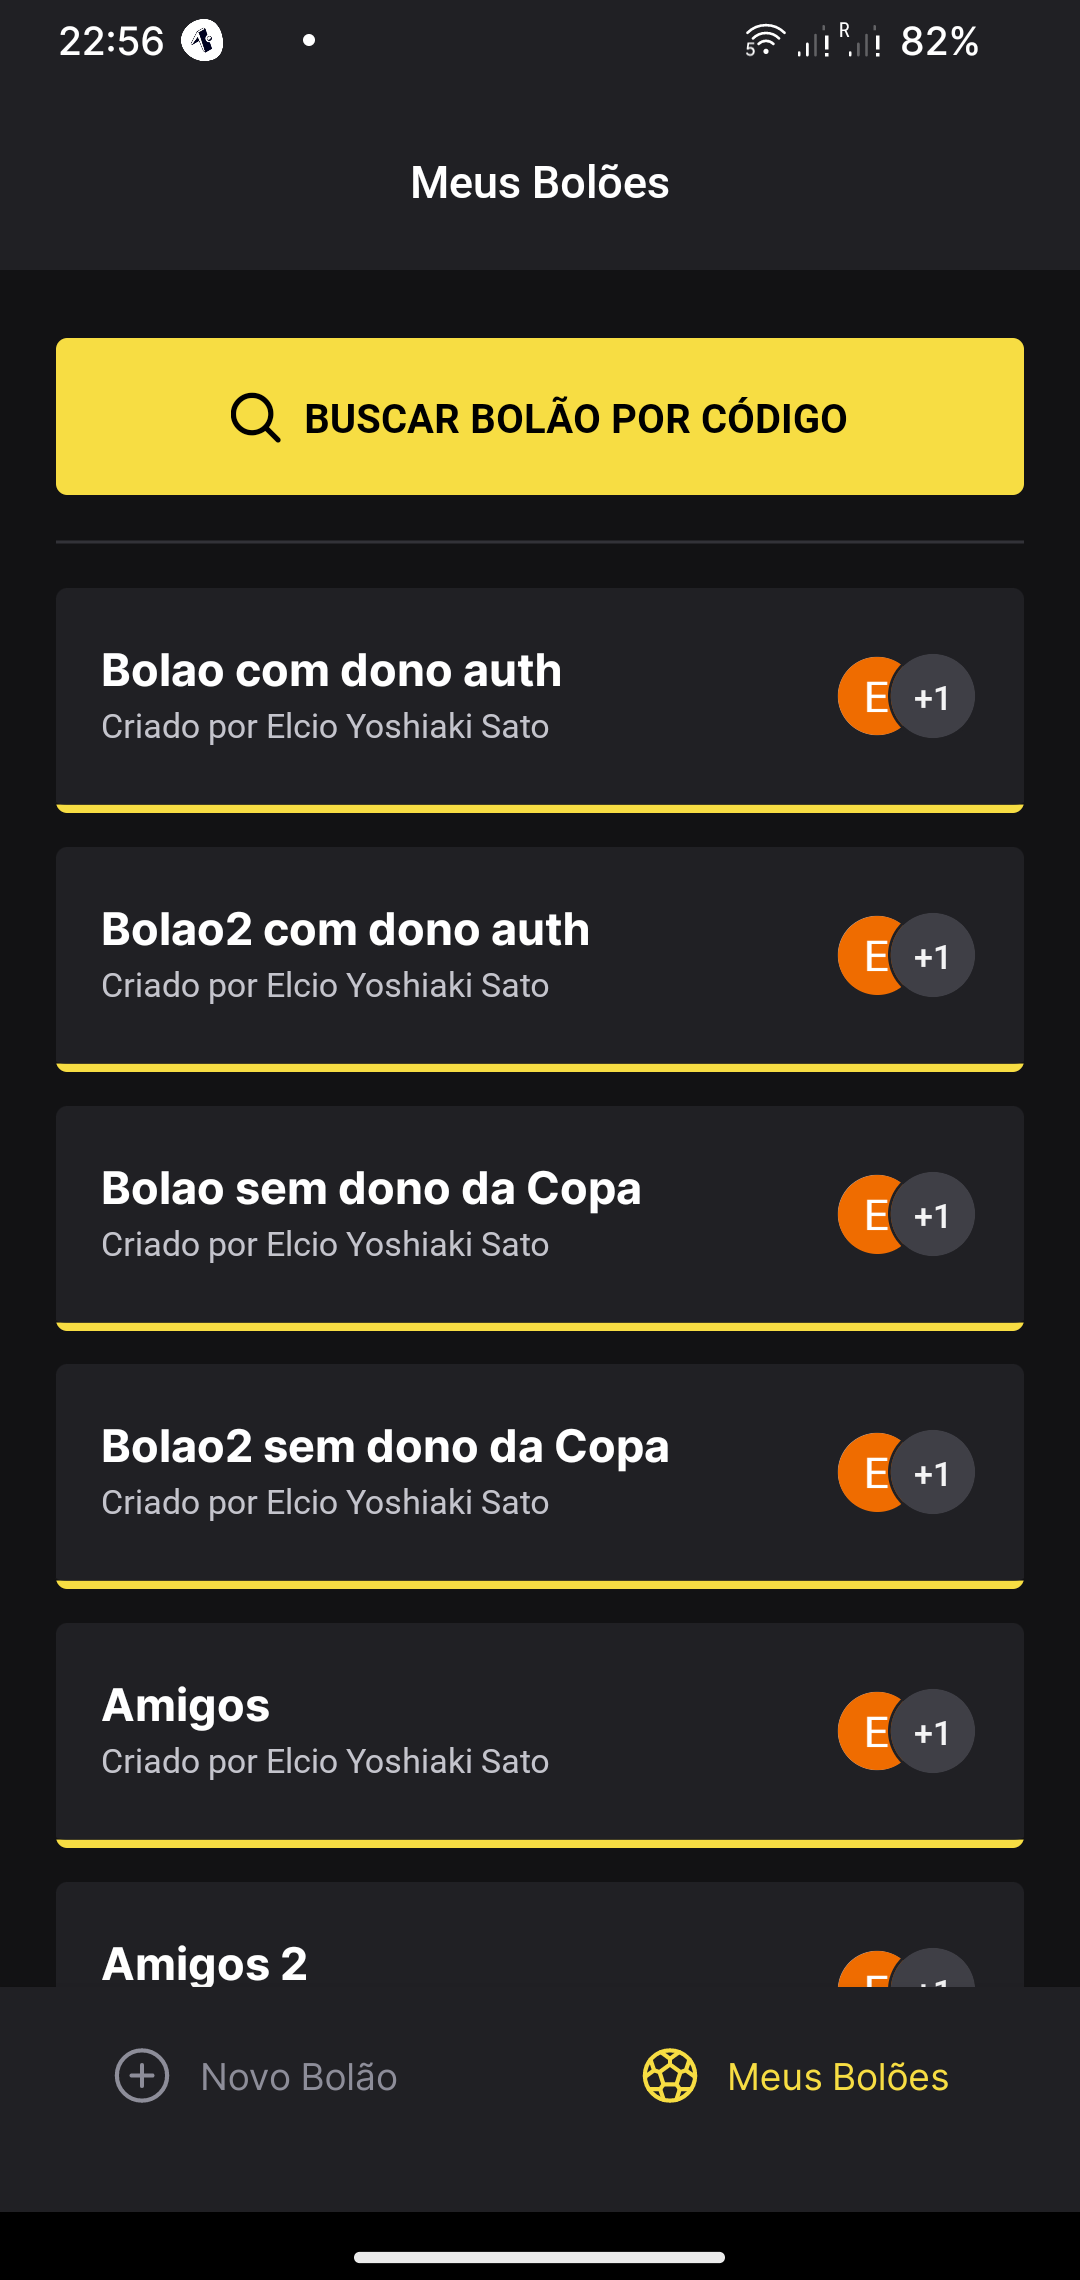 22:56
5
R
82%
Meus Bolões
BUSCAR BOLÃO POR CÓDIGO
Bolao com dono auth
Criado por Elcio Yoshiaki Sato
E +1
Bolao2 com dono auth
Criado por Elcio Yoshiaki Sato
E +1
Bolao sem dono da Copa
Criado por Elcio Yoshiaki Sato
E +1
Bolao2 sem dono da Copa
Criado por Elcio Yoshiaki Sato
E +1
Amigos
Criado por Elcio Yoshiaki Sato
E +1
Amigos 2
E +1
Novo Bolão
Meus Bolões